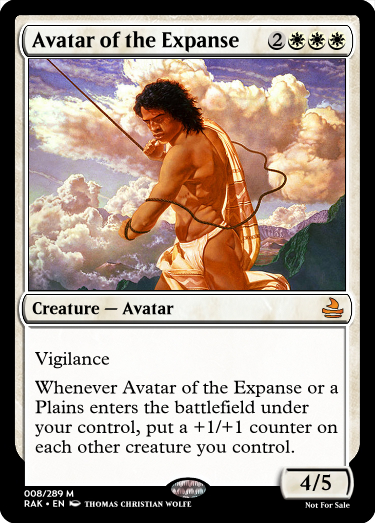 Avatar of the Expanse 2
Creature — Avatar
Vigilance
Whenever Avatar of the Expanse or a
Plains enters the battlefield under
your control, put a +1/+1 counter on
each other creature you control.
4/5
008/289 M
RAK • EN THOMAS CHRISTIAN WOLFE
Not For Sale